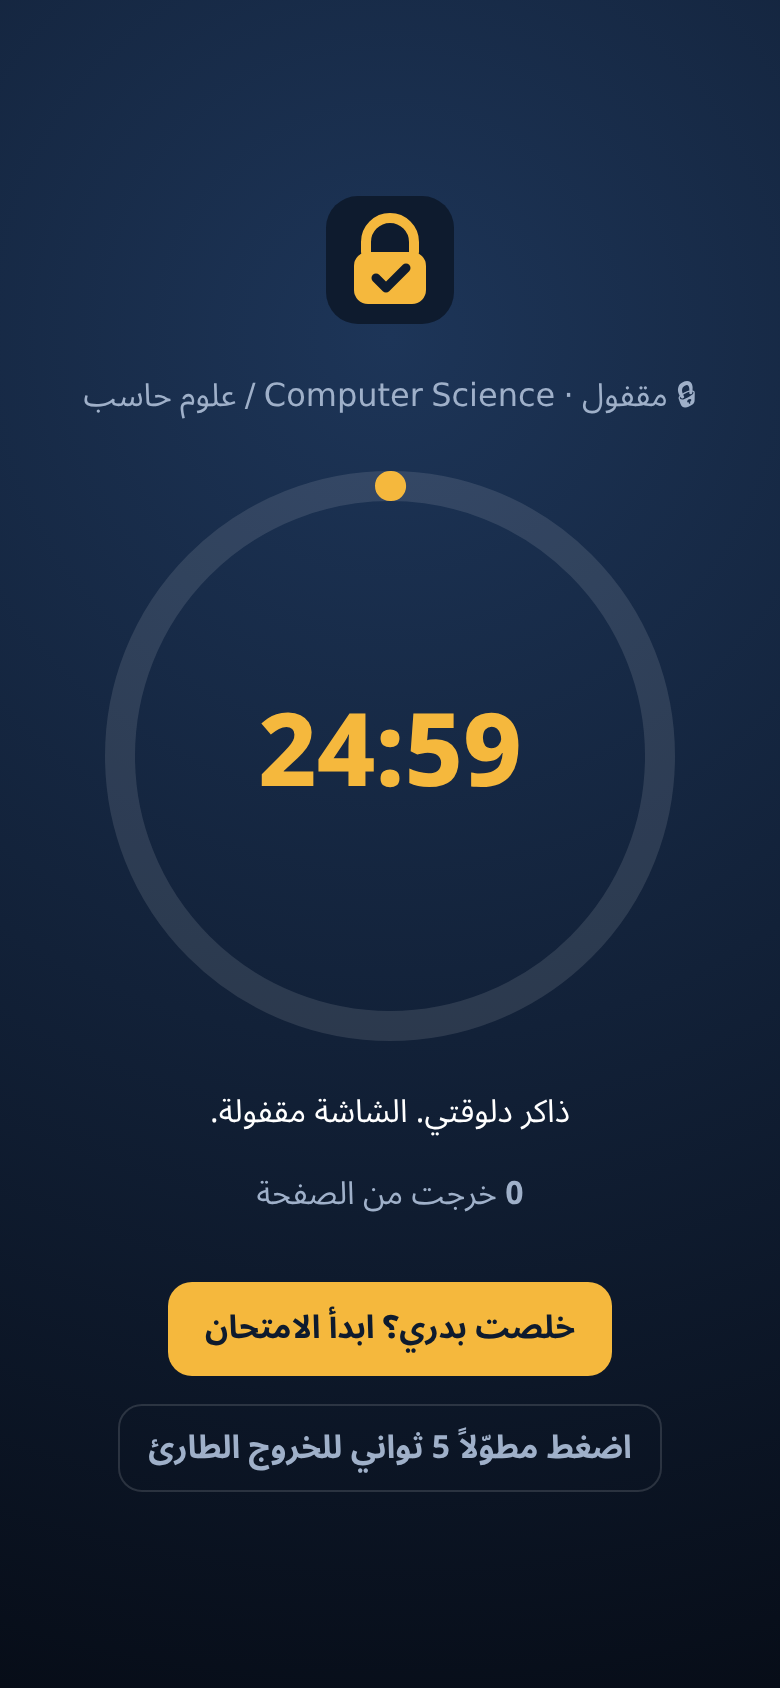 🔒 مقفول · Computer Science / علوم حاسب
24:59
ذاكر دلوقتي. الشاشة مقفولة.
0 خرجت من الصفحة
خلصت بدري؟ ابدأ الامتحان
اضغط مطوّلاً 5 ثواني للخروج الطارئ